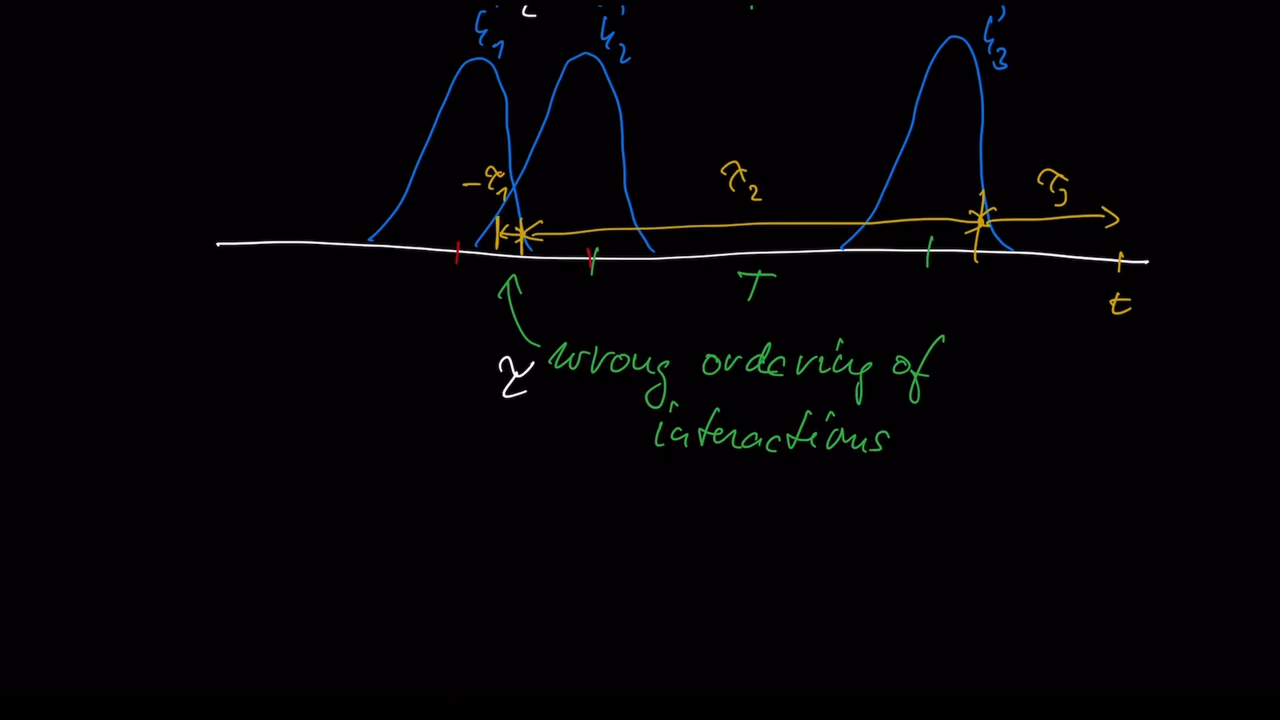 k⃗₁ k⃗₂ k⃗₃
-τ₁ τ₂ τ₃
T
t
wrong ordering of
interactions